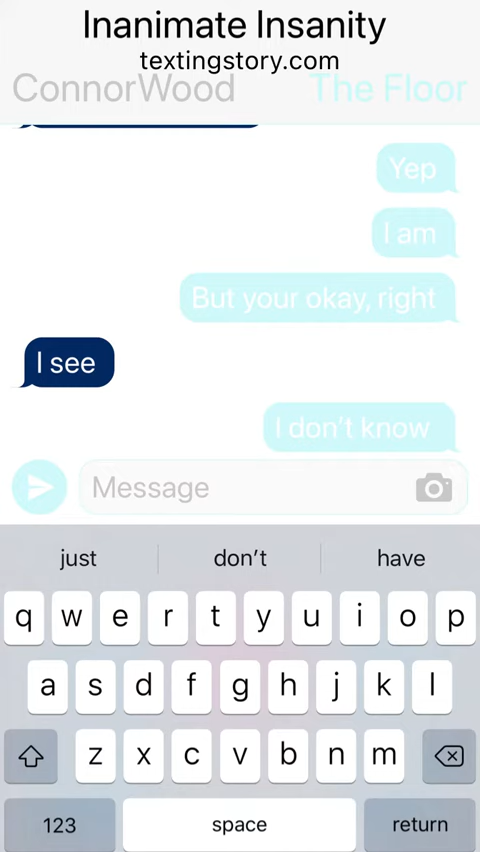 Inanimate Insanity
textingstory.com
ConnorWood The Floor
Yep
I am
But your okay, right
I see
I don't know
Message
just don't have
q w e r t y u i o p
a s d f g h j k l
z x c v b n m
123 space return